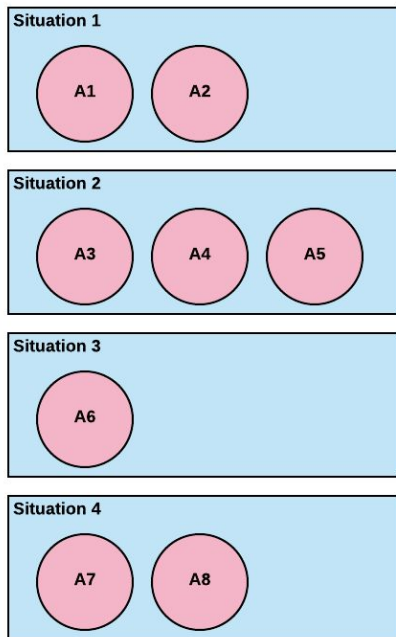 Situation 1
A1 A2
Situation 2
A3 A4 A5
Situation 3
A6
Situation 4
A7 A8